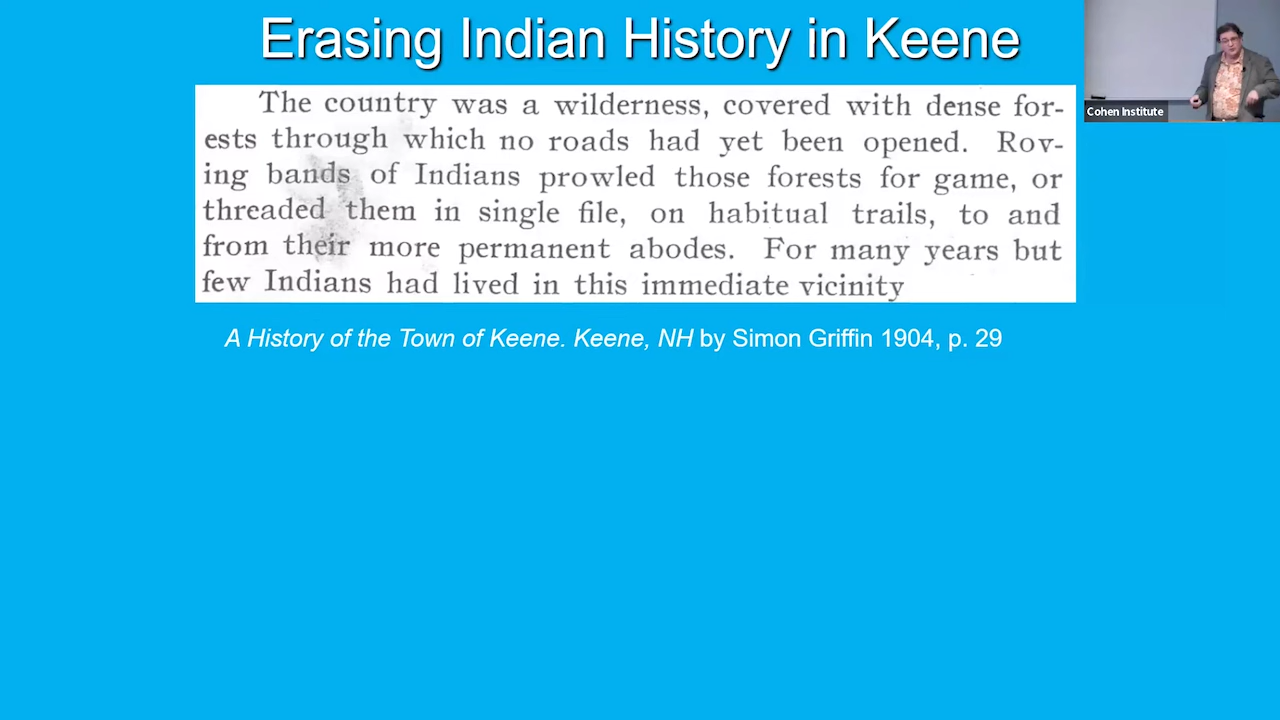 Erasing Indian History in Keene
The country was a wilderness, covered with dense for-
ests through which no roads had yet been opened. Rov-
ing bands of Indians prowled those forests for game, or
threaded them in single file, on habitual trails, to and
from their more permanent abodes. For many years but
few Indians had lived in this immediate vicinity
A History of the Town of Keene. Keene, NH by Simon Griffin 1904, p. 29
Cohen Institute